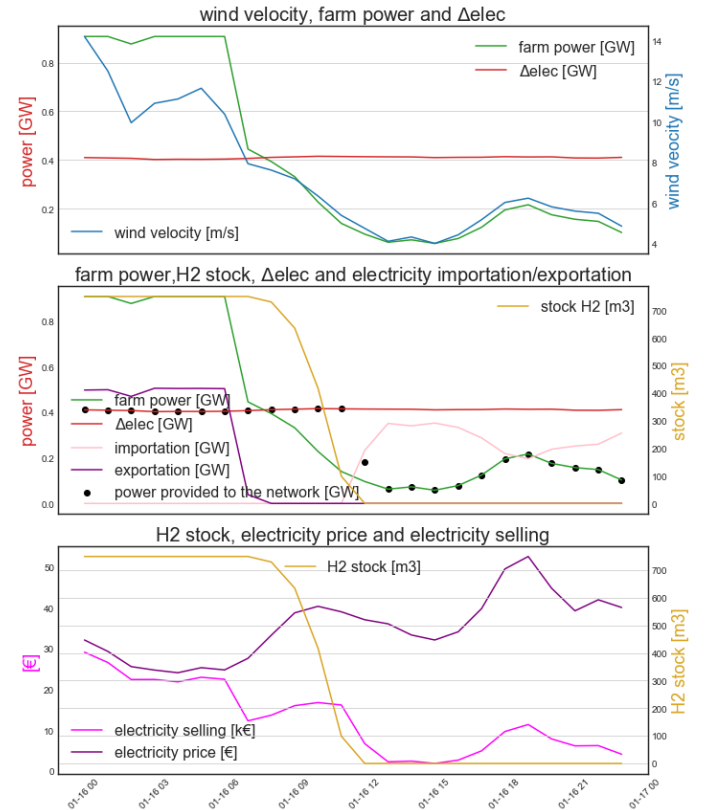 wind velocity, farm power and Δelec
farm power [GW]
Δelec [GW]
wind velocity [m/s]
power [GW]
wind veocity [m/s]
0.8
0.6
0.4
0.2
14
12
10
8
6
4
farm power,H2 stock, Δelec and electricity importation/exportation
stock H2 [m3]
farm power [GW]
Δelec [GW]
importation [GW]
exportation [GW]
power provided to the network [GW]
power [GW]
stock [m3]
0.8
0.6
0.4
0.2
0.0
700
600
500
400
300
200
100
0
H2 stock, electricity price and electricity selling
H2 stock [m3]
electricity selling [k€]
electricity price [€]
[€]
H2 stock [m3]
50
40
30
20
10
0
700
600
500
400
300
200
100
0
01-16 00
01-16 03
01-16 06
01-16 09
01-16 12
01-16 15
01-16 18
01-16 21
01-17 00